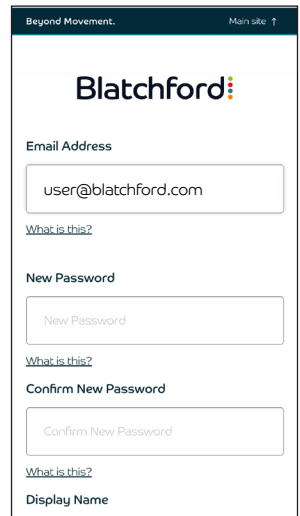 Beyond Movement. Main site ↑
Blatchford
Email Address
user@blatchford.com
What is this?
New Password
New Password
What is this?
Confirm New Password
Confirm New Password
What is this?
Display Name